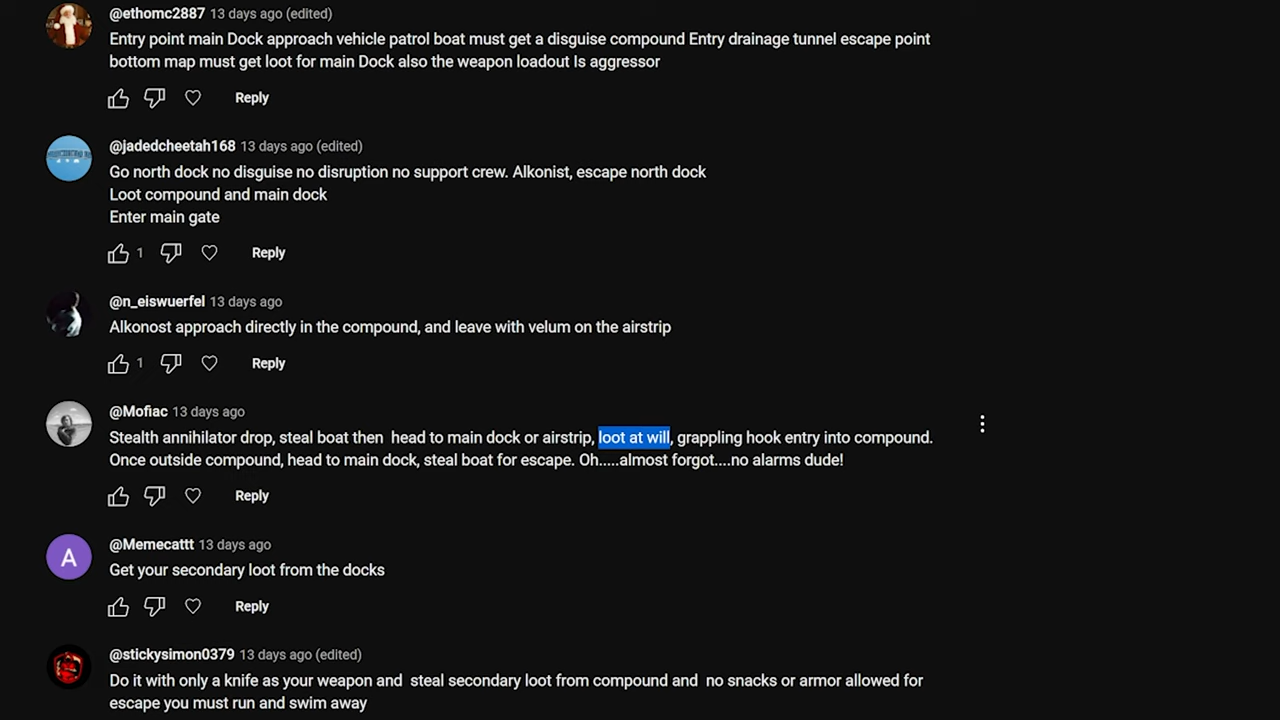 @ethomc2887 13 days ago (edited)
Entry point main Dock approach vehicle patrol boat must get a disguise compound Entry drainage tunnel escape point
bottom map must get loot for main Dock also the weapon loadout Is aggressor
Reply
@jadedcheetah168 13 days ago (edited)
Go north dock no disguise no disruption no support crew. Alkonist, escape north dock
Loot compound and main dock
Enter main gate
1 Reply
@n_eiswuerfel 13 days ago
Alkonost approach directly in the compound, and leave with velum on the airstrip
1 Reply
@Mofiac 13 days ago
Stealth annihilator drop, steal boat then head to main dock or airstrip, loot at will, grappling hook entry into compound.
Once outside compound, head to main dock, steal boat for escape. Oh.....almost forgot....no alarms dude!
Reply
A
@Memecattt 13 days ago
Get your secondary loot from the docks
Reply
@stickysimon0379 13 days ago (edited)
Do it with only a knife as your weapon and steal secondary loot from compound and no snacks or armor allowed for
escape you must run and swim away